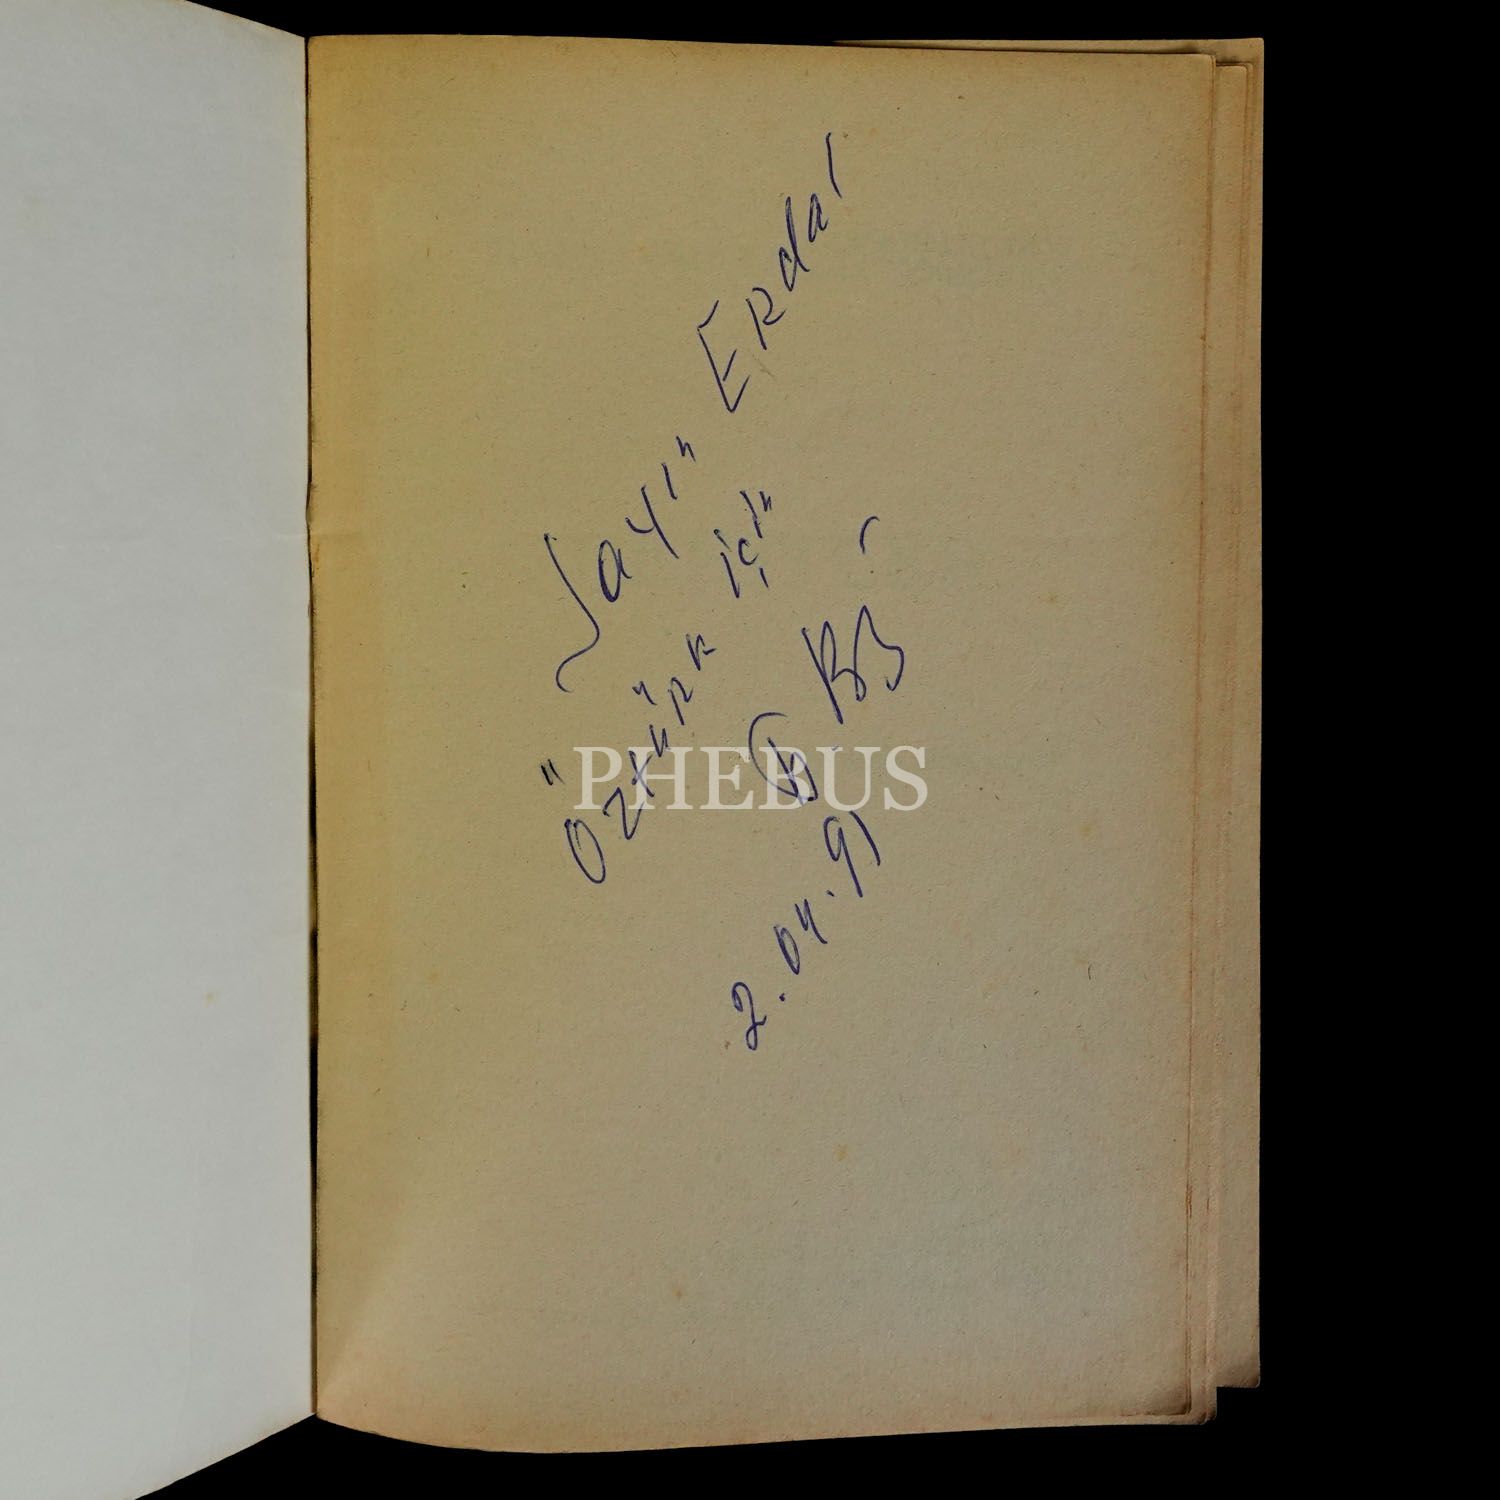 Sayın Erdal
Öztürk için
2.04.91
PHEBUS